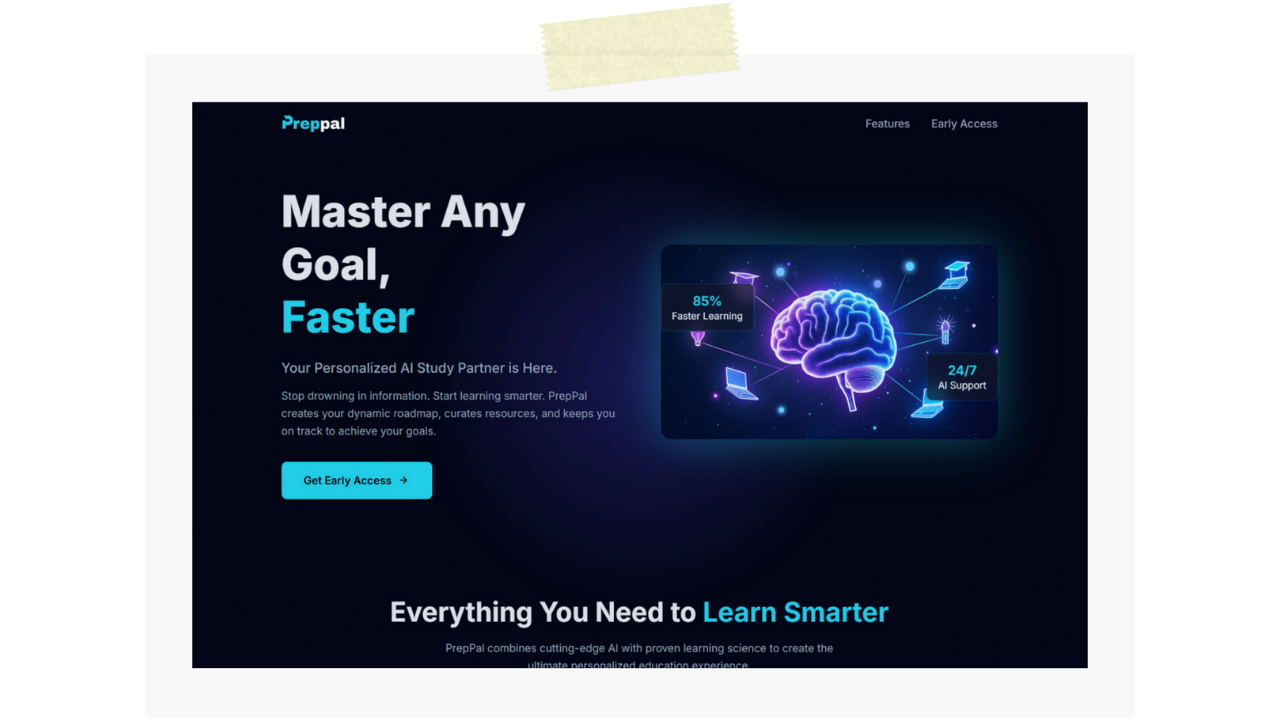 Preppal
Features
Early Access
Master Any
Goal,
Faster
Your Personalized AI Study Partner is Here.
Stop drowning in information. Start learning smarter. PrepPal
creates your dynamic roadmap, curates resources, and keeps you
on track to achieve your goals.
Get Early Access →
85%
Faster Learning
24/7
AI Support
Everything You Need to Learn Smarter
PrepPal combines cutting-edge AI with proven learning science to create the
ultimate personalized education experience